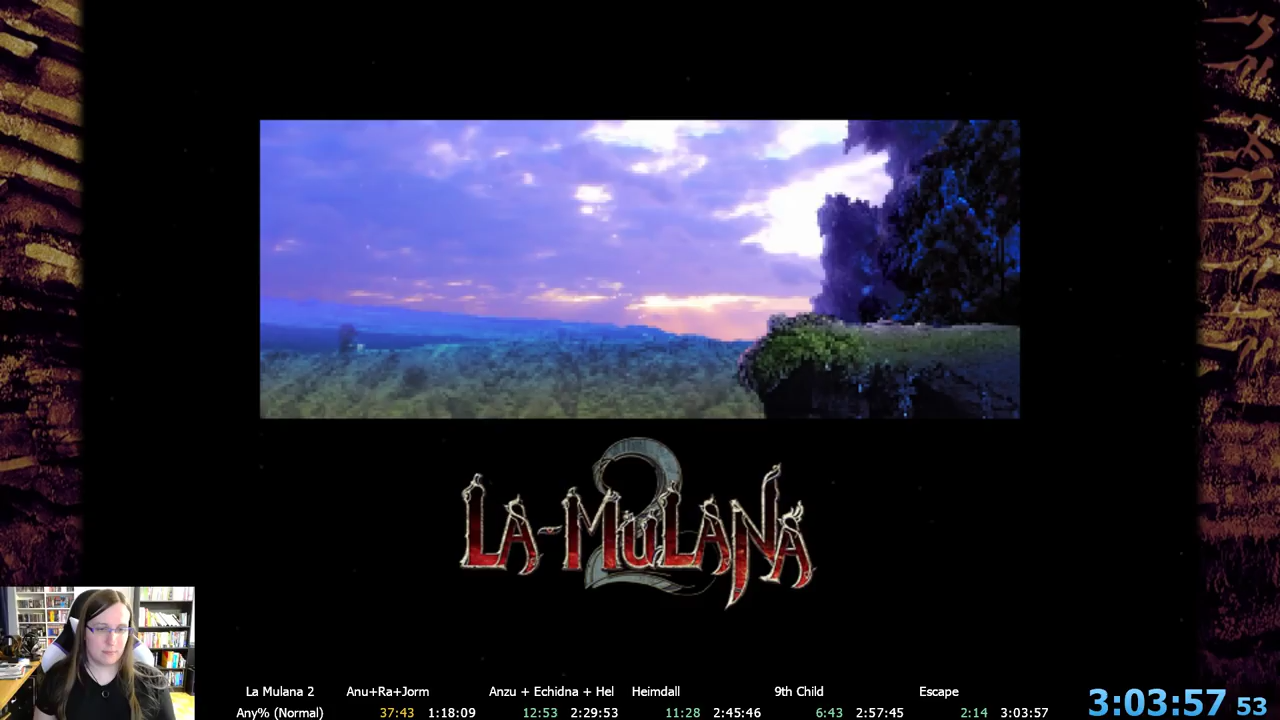 LA-MULANA
2
La Mulana 2 Anu+Ra+Jorm Anzu + Echidna + Hel Heimdall 9th Child Escape
Any% (Normal) 37:43 1:18:09 12:53 2:29:53 11:28 2:45:46 6:43 2:57:45 2:14 3:03:57
3:03:57 53